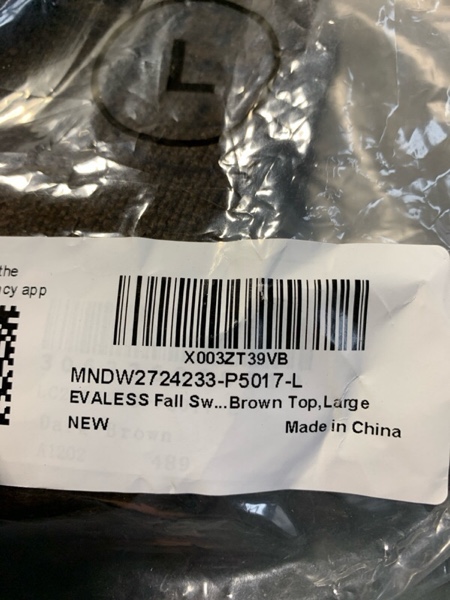 L
the
cy app
X003ZT39VB
MNDW2724233-P5017-L
EVALESS Fall Sw...Brown Top,Large
NEW
Made in China